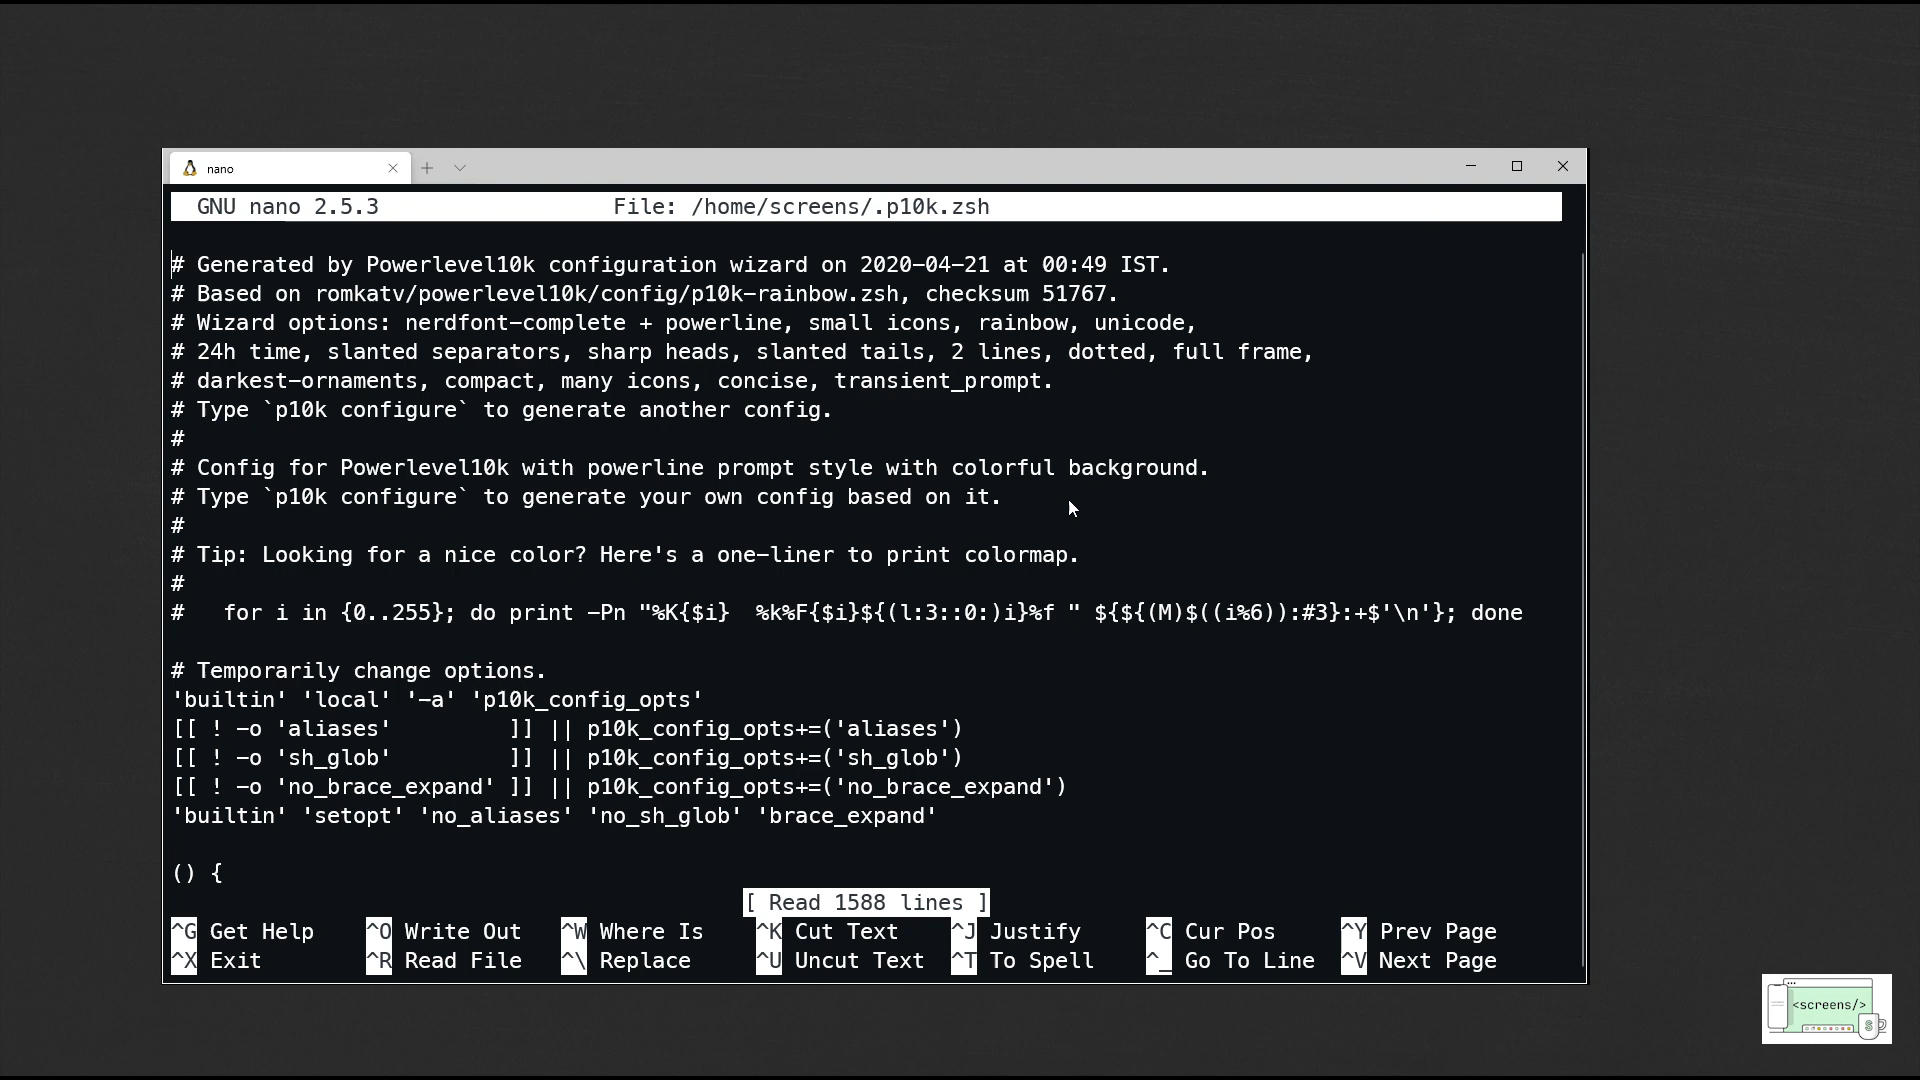 nano
GNU nano 2.5.3 File: /home/screens/.p10k.zsh
# Generated by Powerlevel10k configuration wizard on 2020-04-21 at 00:49 IST.
# Based on romkatv/powerlevel10k/config/p10k-rainbow.zsh, checksum 51767.
# Wizard options: nerdfont-complete + powerline, small icons, rainbow, unicode,
# 24h time, slanted separators, sharp heads, slanted tails, 2 lines, dotted, full frame,
# darkest-ornaments, compact, many icons, concise, transient_prompt.
# Type `p10k configure` to generate another config.
#
# Config for Powerlevel10k with powerline prompt style with colorful background.
# Type `p10k configure` to generate your own config based on it.
#
# Tip: Looking for a nice color? Here's a one-liner to print colormap.
#
#   for i in {0..255}; do print -Pn "%K{$i}  %k%F{$i}${(l:3::0:)i}%f " ${${(M)$((i%6)):#3}:+$'\n'}; done
# Temporarily change options.
'builtin' 'local' '-a' 'p10k_config_opts'
[[ ! -o 'aliases'         ]] || p10k_config_opts+=('aliases')
[[ ! -o 'sh_glob'         ]] || p10k_config_opts+=('sh_glob')
[[ ! -o 'no_brace_expand' ]] || p10k_config_opts+=('no_brace_expand')
'builtin' 'setopt' 'no_aliases' 'no_sh_glob' 'brace_expand'
() {
[ Read 1588 lines ]
^G Get Help ^O Write Out ^W Where Is ^K Cut Text ^J Justify ^C Cur Pos ^Y Prev Page
^X Exit ^R Read File ^\ Replace ^U Uncut Text ^T To Spell ^_ Go To Line ^V Next Page
<screens/>
S